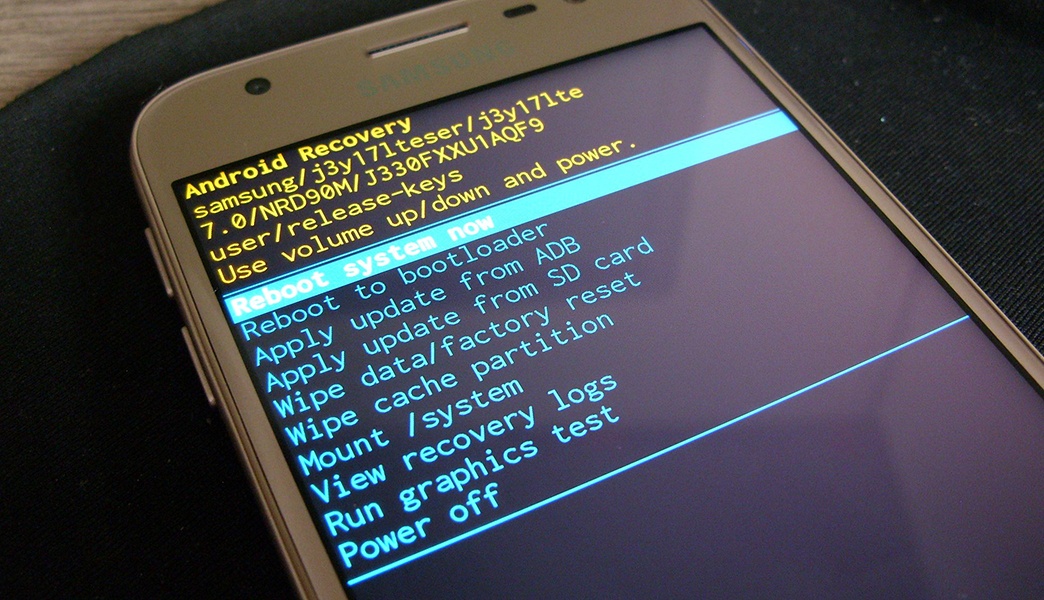 SAMSUNG
Android Recovery
samsung/j3y17lteser/j3y17lte
7.0/NRD90M/J330FXXU1AQF9
user/release-keys
Use volume up/down and power.
Reboot system now
Reboot to bootloader
Apply update from ADB
Apply update from SD card
Wipe data/factory reset
Wipe cache partition
Mount /system
View recovery logs
Run graphics test
Power off